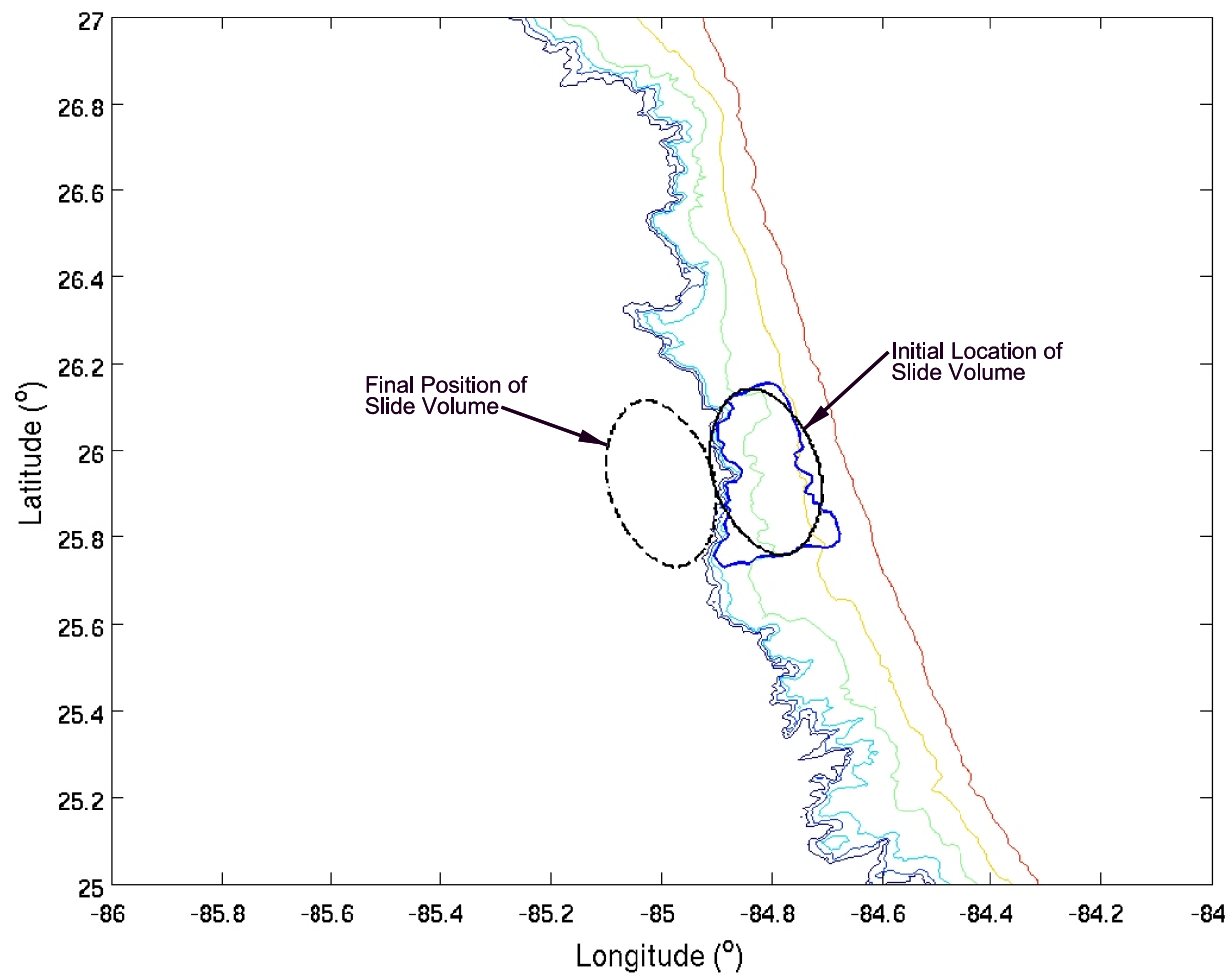 27
26.8
26.6
26.4
26.2
26
25.8
25.6
25.4
25.2
25
Latitude (°)
Initial Location of
Slide Volume
Final Position of
Slide Volume
-86 -85.8 -85.6 -85.4 -85.2 -85 -84.8 -84.6 -84.4 -84.2 -84
Longitude (°)